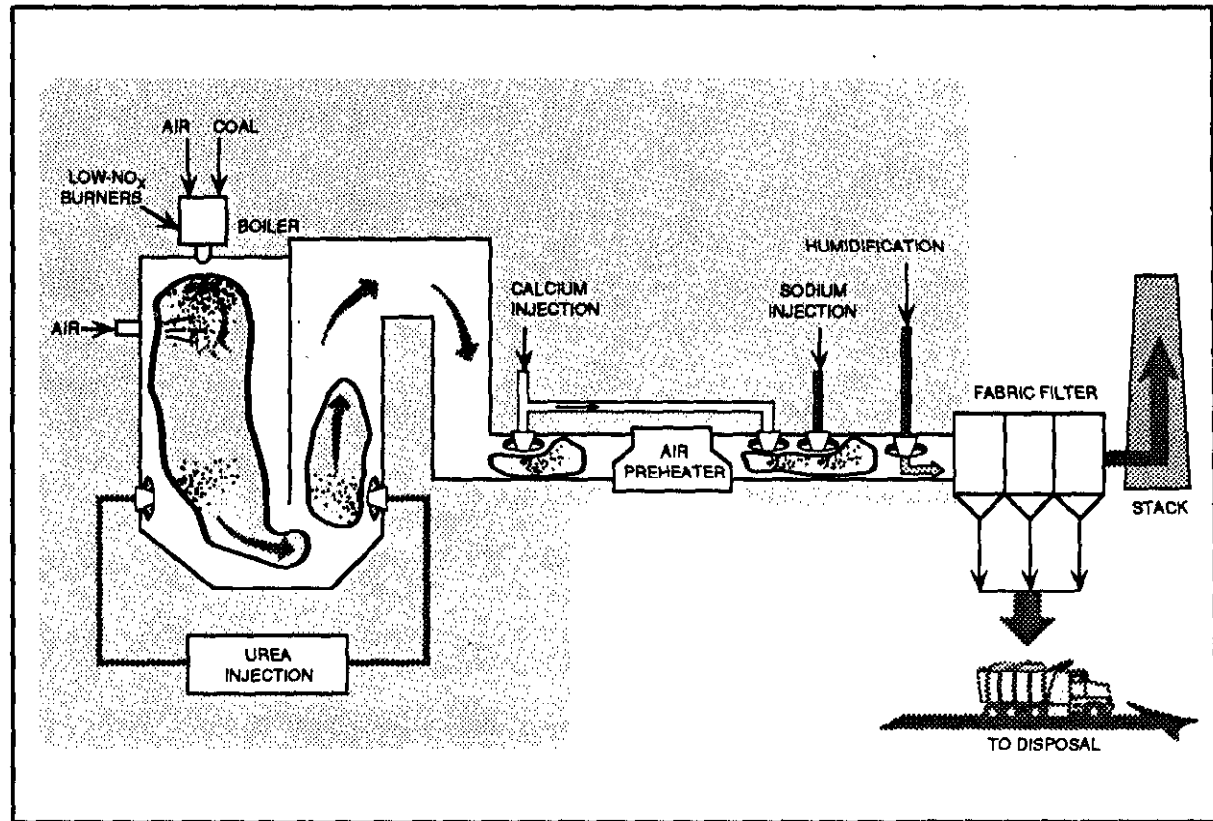 AIR COAL
LOW-NOX
BURNERS
BOILER
AIR
HUMIDIFICATION
CALCIUM
INJECTION
SODIUM
INJECTION
FABRIC FILTER
AIR
PREHEATER
STACK
UREA
INJECTION
TO DISPOSAL